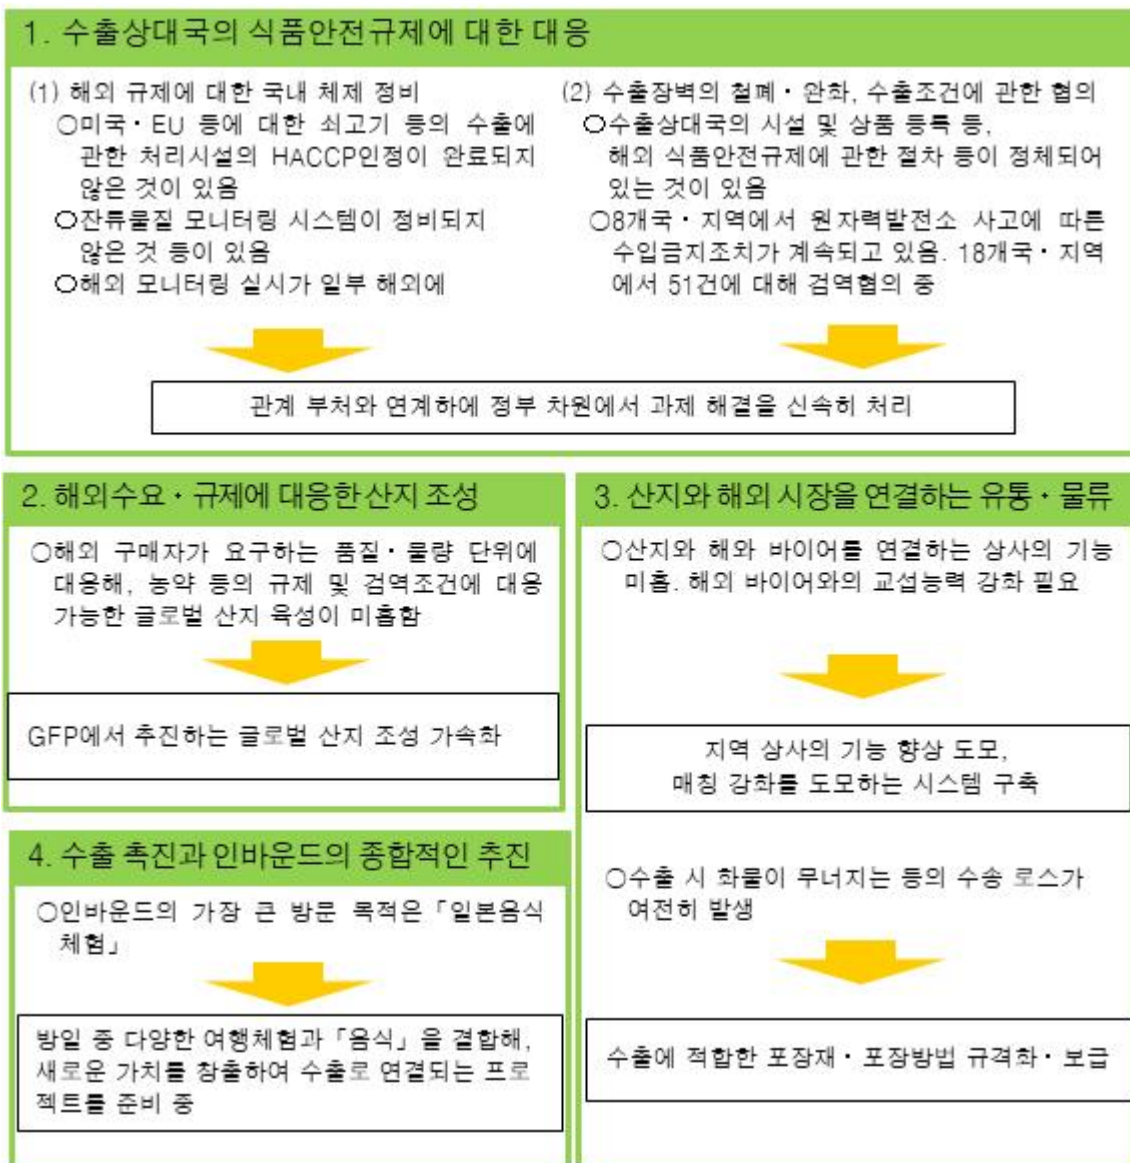 1. 수출상대국의 식품안전규제에 대한 대응
(1) 해외 규제에 대한 국내 체제 정비
○미국・EU 등에 대한 쇠고기 등의 수출에
관한 처리시설의 HACCP인정이 완료되지
않은 것이 있음
○잔류물질 모니터링 시스템이 정비되지
않은 것 등이 있음
○해외 모니터링 실시가 일부 해외에
(2) 수출장벽의 철폐・완화, 수출조건에 관한 협의
○수출상대국의 시설 및 상품 등록 등,
해외 식품안전규제에 관한 절차 등이 정체되어
있는 것이 있음
○8개국・지역에서 원자력발전소 사고에 따른
수입금지조치가 계속되고 있음. 18개국・지역
에서 51건에 대해 검역협의 중
관계 부처와 연계하에 정부 차원에서 과제 해결을 신속히 처리
2. 해외수요・규제에 대응한 산지 조성
○해외 구매자가 요구하는 품질・물량 단위에
대응해, 농약 등의 규제 및 검역조건에 대응
가능한 글로벌 산지 육성이 미흡함
GFP에서 추진하는 글로벌 산지 조성 가속화
3. 산지와 해외 시장을 연결하는 유통・물류
○산지와 해와 바이어를 연결하는 상사의 기능
미흡. 해외 바이어와의 교섭능력 강화 필요
지역 상사의 기능 향상 도모,
매칭 강화를 도모하는 시스템 구축
○수출 시 화물이 무너지는 등의 수송 로스가
여전히 발생
수출에 적합한 포장재・포장방법 규격화・보급
4. 수출 촉진과 인바운드의 종합적인 추진
○인바운드의 가장 큰 방문 목적은「일본음식
체험」
방일 중 다양한 여행체험과「음식」을 결합해,
새로운 가치를 창출하여 수출로 연결되는 프로
젝트를 준비 중